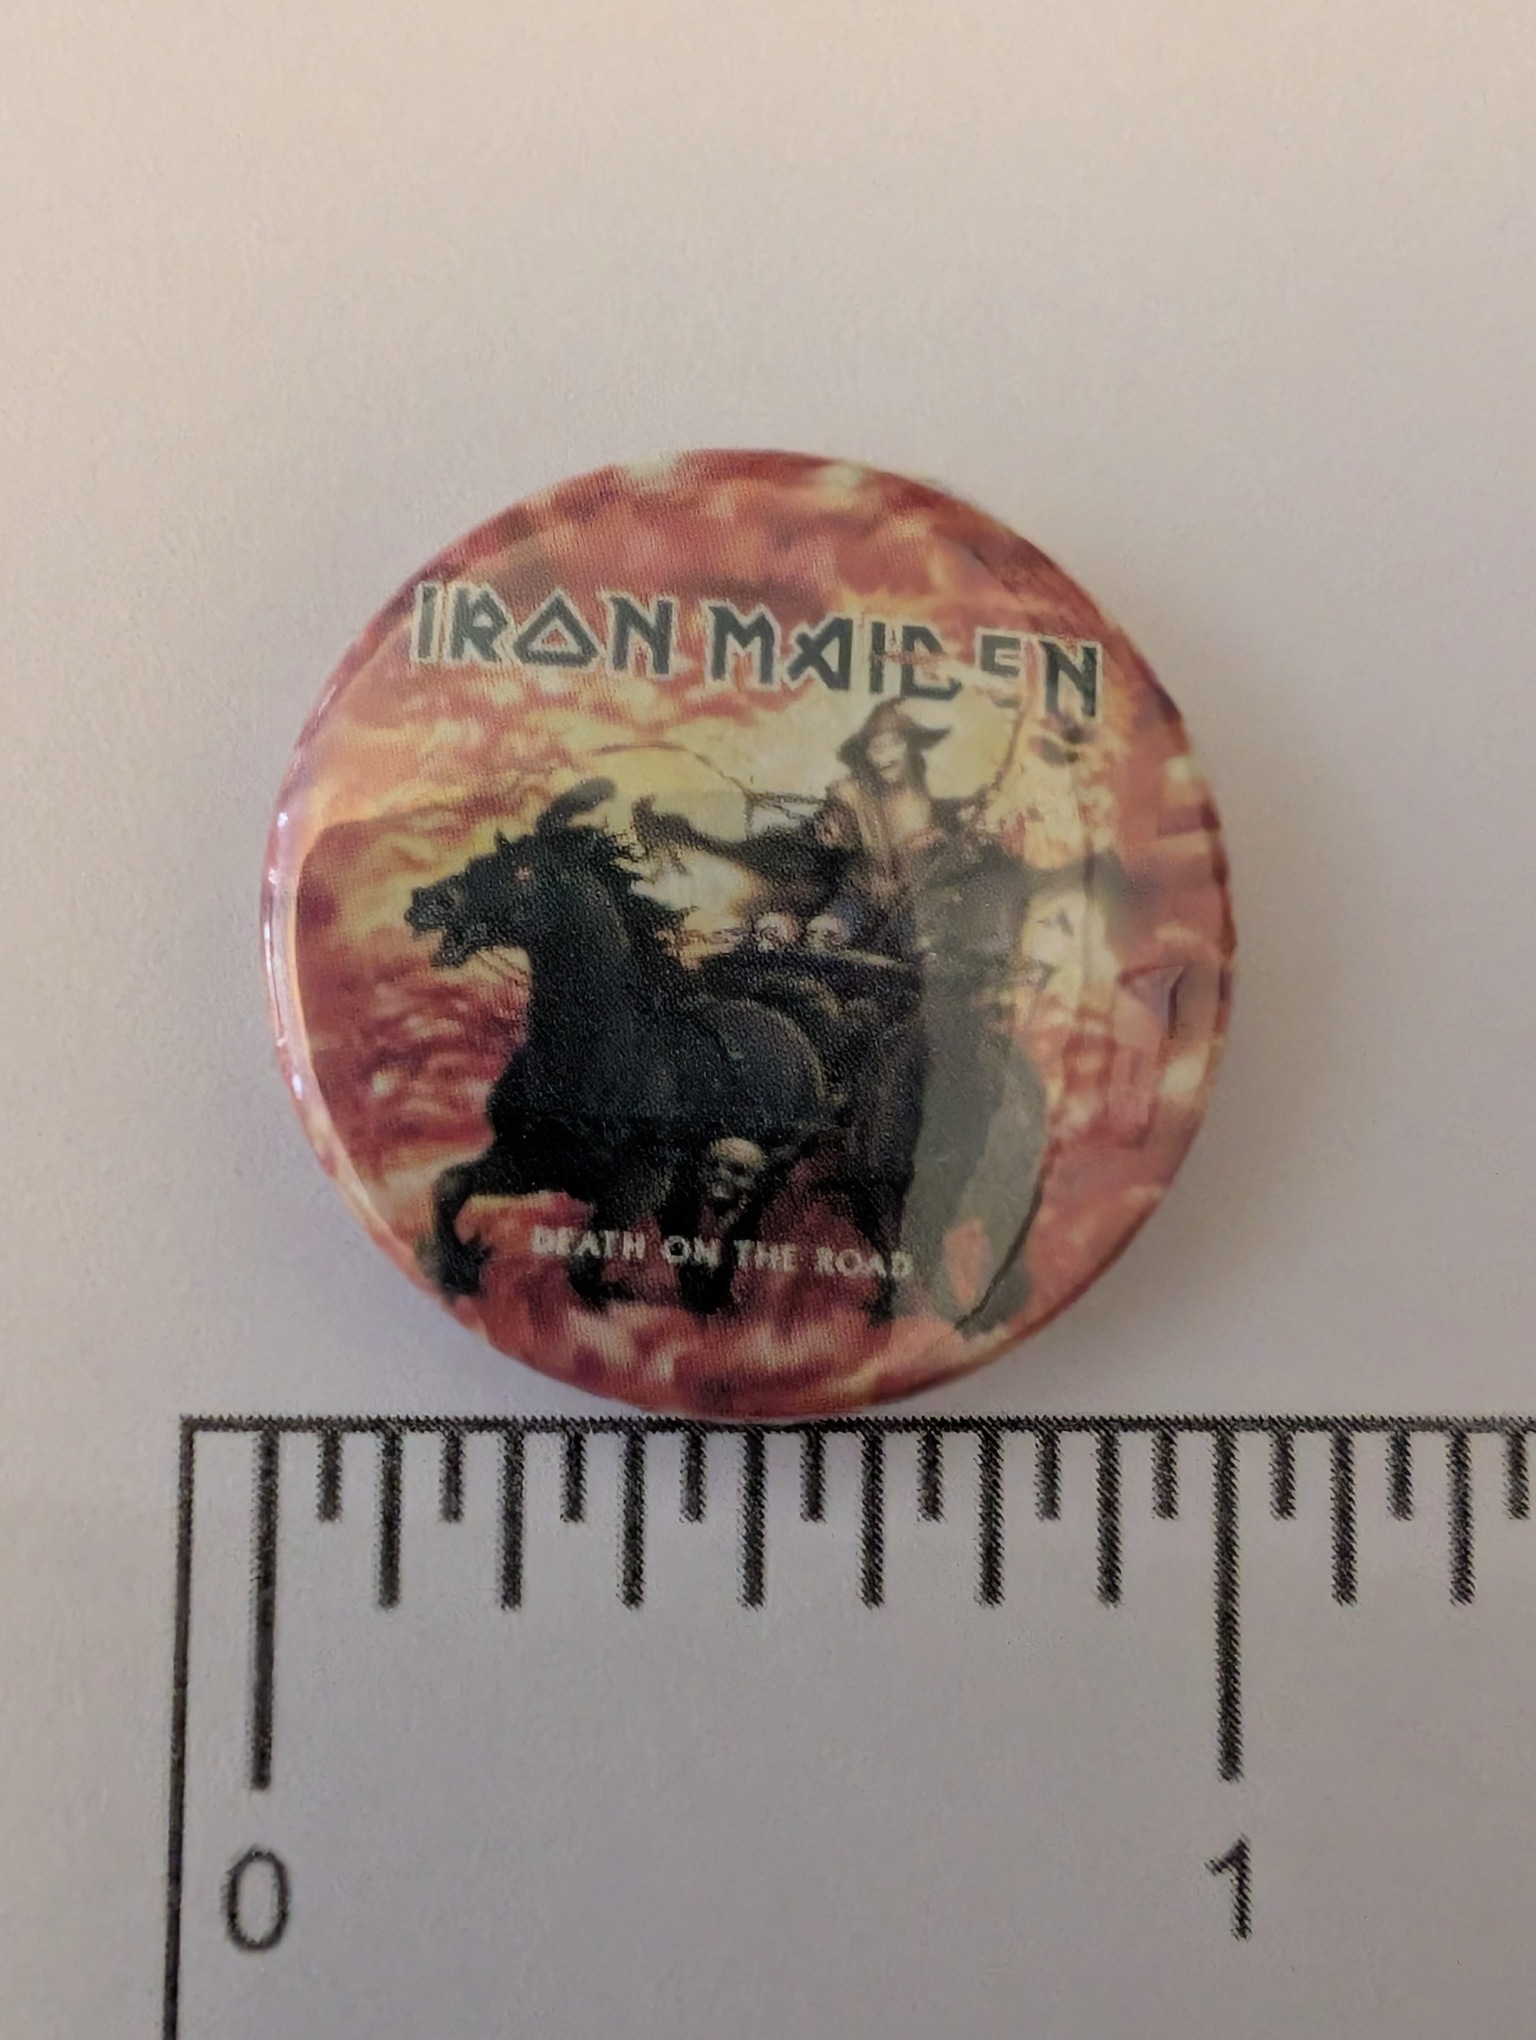 IRON MAIDEN
DEATH ON THE ROAD
0 1